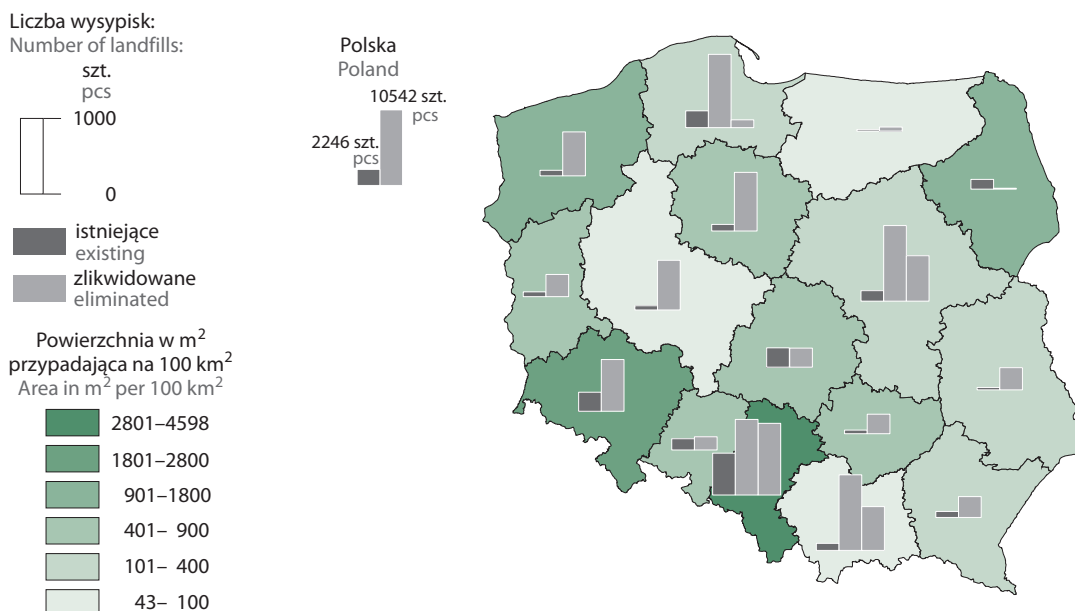 Liczba wysypisk:
Number of landfills:
szt.
pcs
1000
0
istniejące
existing
zlikwidowane
eliminated
Polska
Poland
10542 szt.
pcs
2246 szt.
pcs
Powierzchnia w m²
przypadająca na 100 km²
Area in m² per 100 km²
2801–4598
1801–2800
901–1800
401– 900
101– 400
43– 100